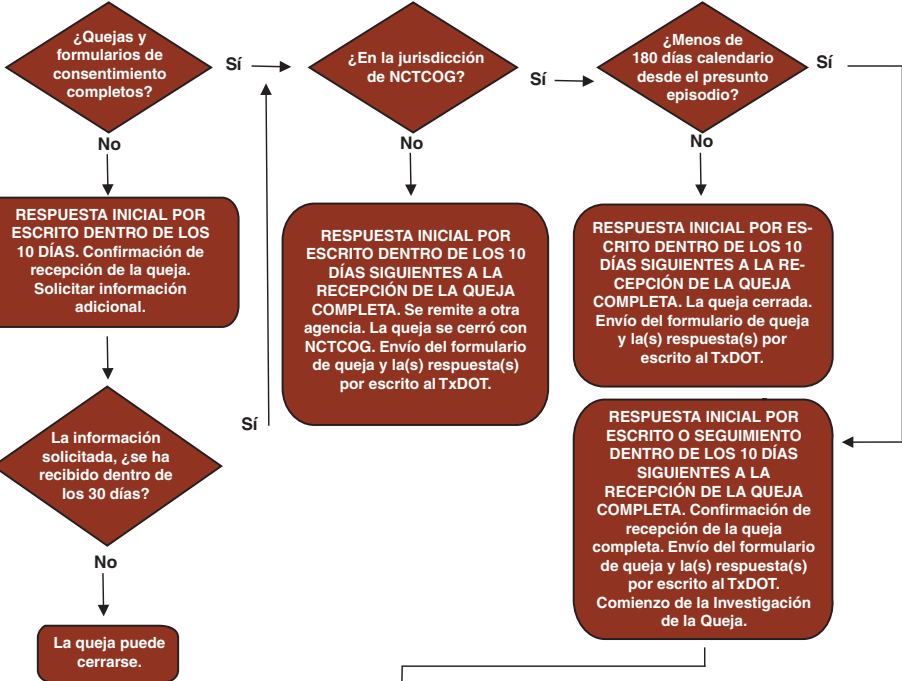 ¿Quejas y
formularios de
consentimiento
completos?
Sí
No
¿En la jurisdicción
de NCTCOG?
Sí
No
¿Menos de
180 días calendario
desde el presunto
episodio?
Sí
No
RESPUESTA INICIAL POR
ESCRITO DENTRO DE LOS
10 DÍAS. Confirmación de
recepción de la queja.
Solicitar información
adicional.
RESPUESTA INICIAL POR
ESCRITO DENTRO DE LOS 10
DÍAS SIGUIENTES A LA
RECEPCIÓN DE LA QUEJA
COMPLETA. Se remite a otra
agencia. La queja se cerró con
NCTCOG. Envío del formulario
de queja y la(s) respuesta(s)
por escrito al TxDOT.
RESPUESTA INICIAL POR ES-
CRITO DENTRO DE LOS 10
DÍAS SIGUIENTES A LA RE-
CEPCIÓN DE LA QUEJA
COMPLETA. La queja cerrada.
Envío del formulario de queja
y la(s) respuesta(s) por
escrito al TxDOT.
La información
solicitada, ¿se ha
recibido dentro de
los 30 días?
Sí
No
La queja puede
cerrarse.
RESPUESTA INICIAL POR
ESCRITO O SEGUIMIENTO
DENTRO DE LOS 10 DÍAS
SIGUIENTES A LA
RECEPCIÓN DE LA QUEJA
COMPLETA. Confirmación de
recepción de la queja
completa. Envío del formulario
de queja y la(s) respuesta(s)
por escrito al TxDOT.
Comienzo de la Investigación
de la Queja.